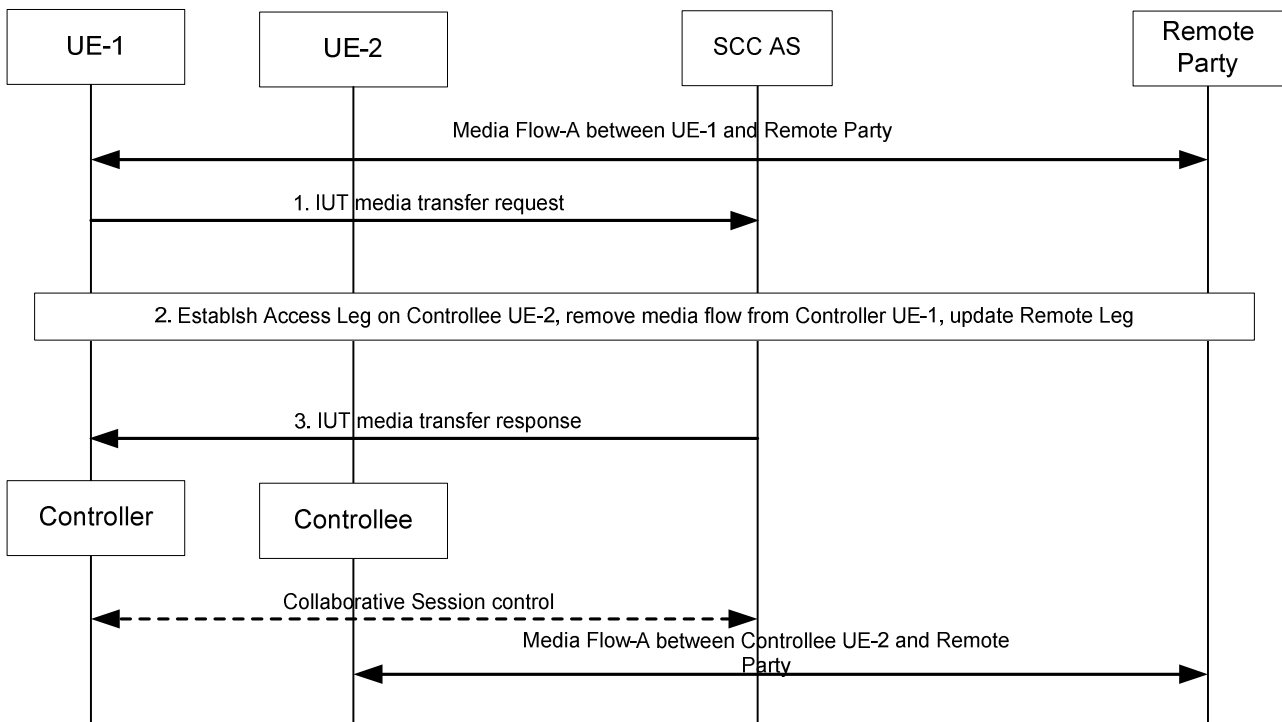 UE-1
UE-2
SCC AS
Remote
Party
Media Flow-A between UE-1 and Remote Party
1. IUT media transfer request
2. Establsh Access Leg on Controllee UE-2, remove media flow from Controller UE-1, update Remote Leg
3. IUT media transfer response
Controller
Controllee
Collaborative Session control
Media Flow-A between Controllee UE-2 and Remote
Party